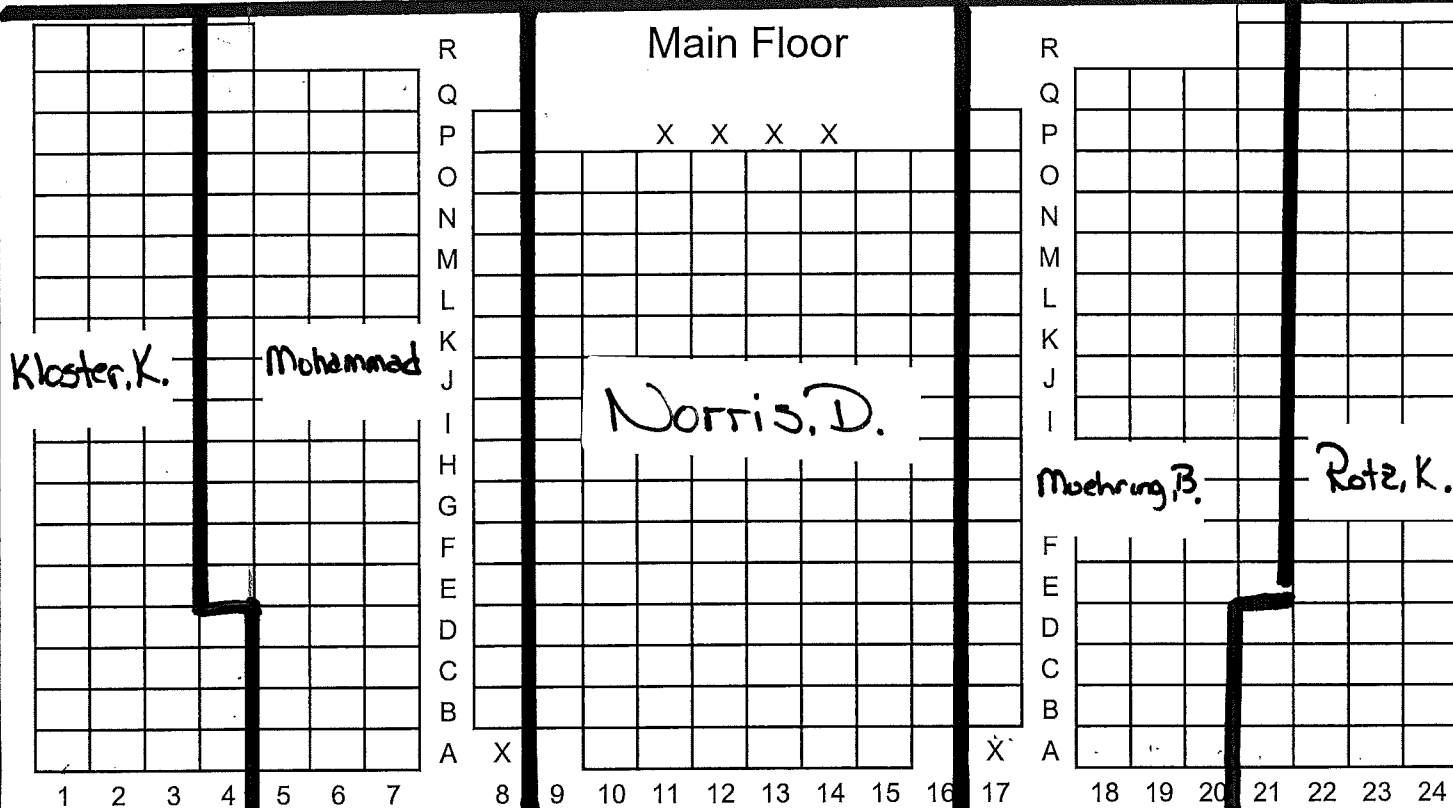 R Main Floor R
Q Q
P X X X X P
O O
N N
M M
L L
K K
Kloster, K. Mohammad J J
Norris, D.
I I
H
Moehring, B. Rotz, K.
G
F F
E E
D D
C C
B B
A X X A
1 2 3 4 5 6 7 8 9 10 11 12 13 14 15 16 17 18 19 20 21 22 23 24